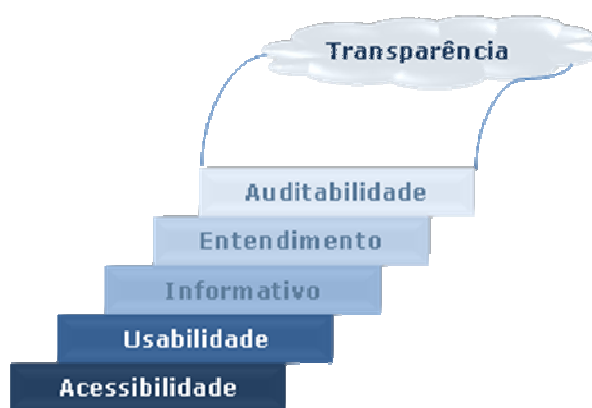 Transparência
Auditabilidade
Entendimento
Informativo
Usabilidade
Acessibilidade